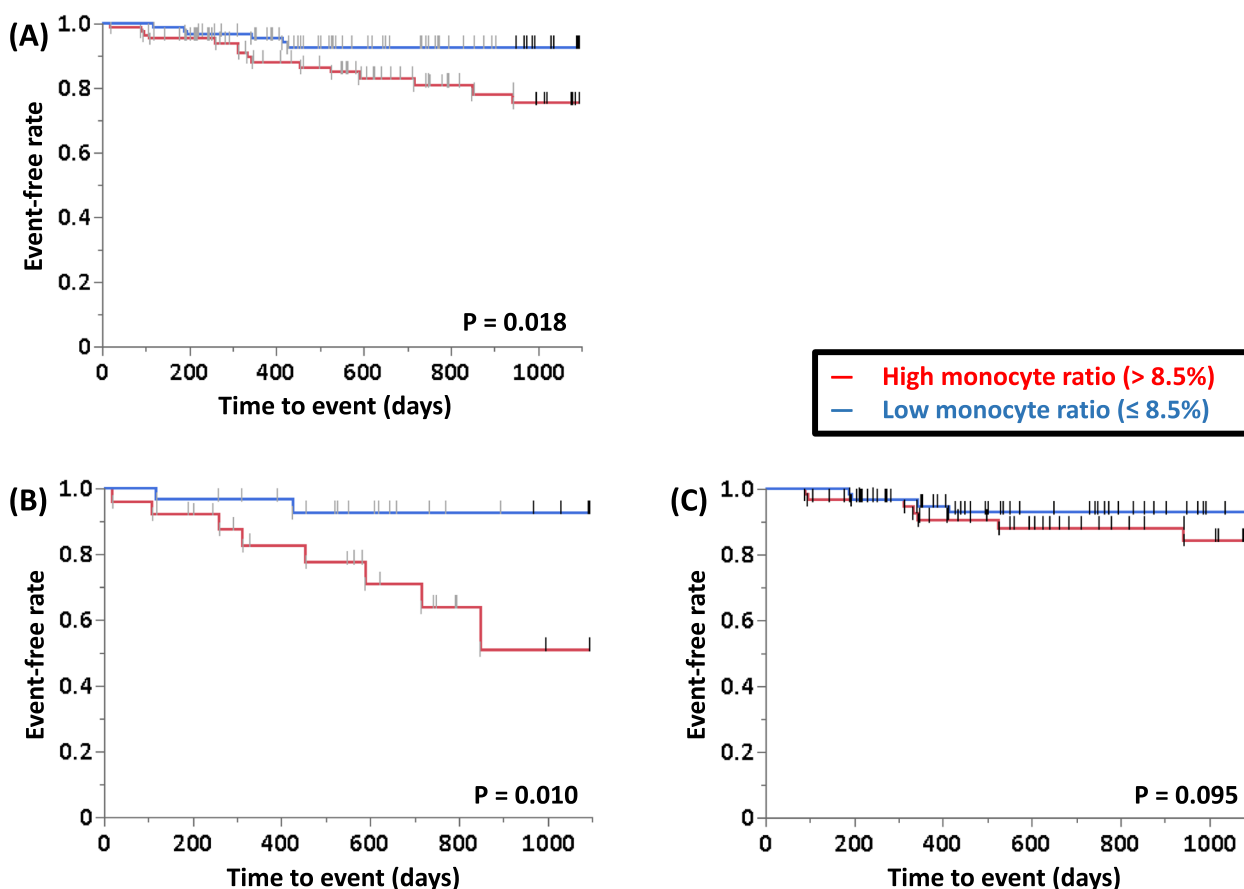 (A)
Event-free rate
1.0
0.8
0.6
0.4
0.2
0
P = 0.018
0 200 400 600 800 1000
Time to event (days)
High monocyte ratio (> 8.5%)
Low monocyte ratio (≤ 8.5%)
(B)
Event-free rate
1.0
0.8
0.6
0.4
0.2
0
P = 0.010
0 200 400 600 800 1000
Time to event (days)
(C)
Event-free rate
1.0
0.8
0.6
0.4
0.2
0
P = 0.095
0 200 400 600 800 1000
Time to event (days)